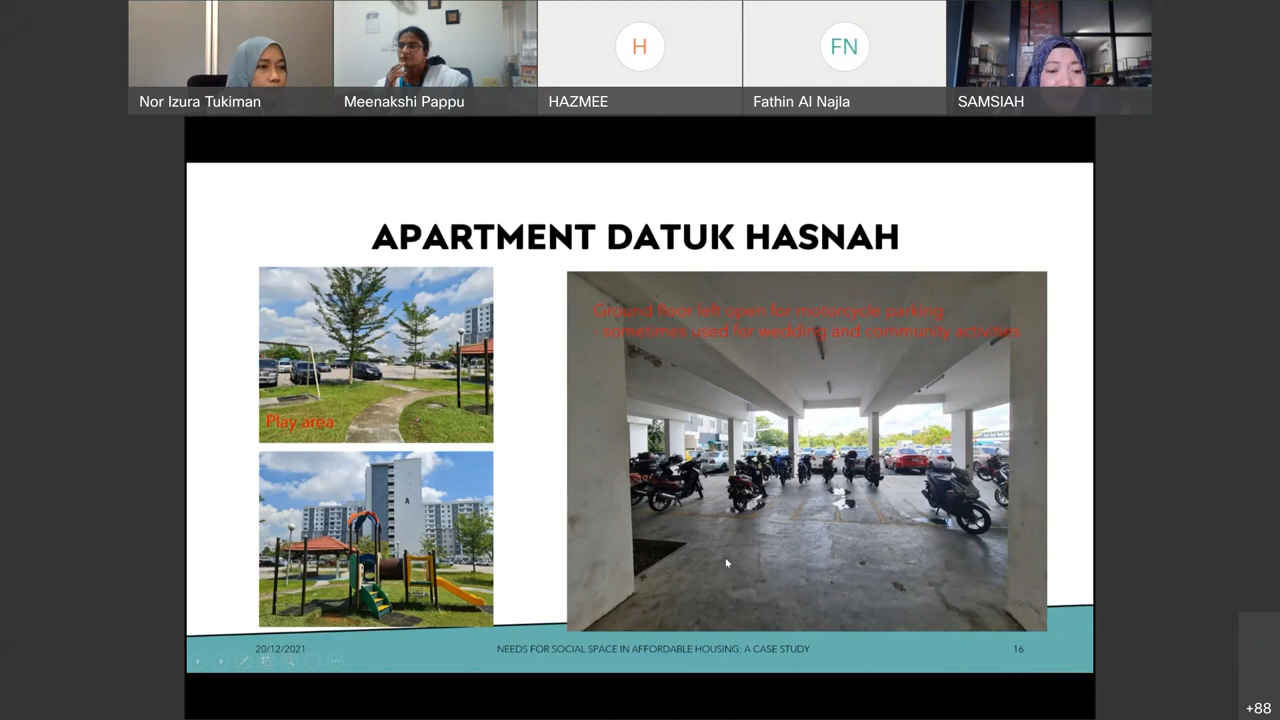 H
FN
Nor Izura Tukiman
Meenakshi Pappu
HAZMEE
Fathin Al Najla
SAMSIAH
APARTMENT DATUK HASNAH
Play area
A
Ground floor left open for motorcycle parking
- sometimes used for wedding and community activities
20/12/2021
NEEDS FOR SOCIAL SPACE IN AFFORDABLE HOUSING: A CASE STUDY
16
+88